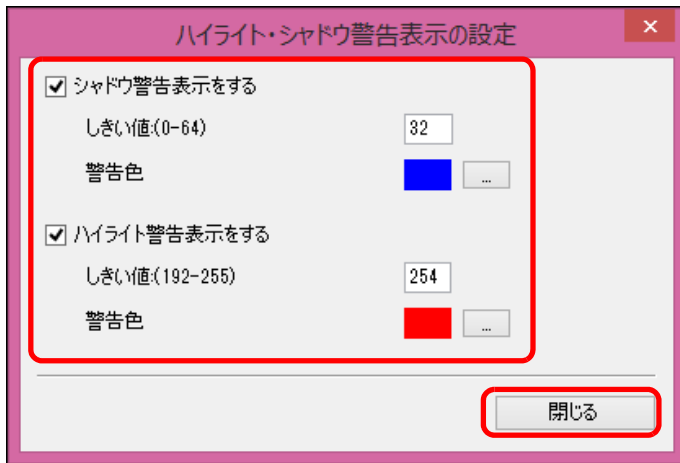 ハイライト・シャドウ警告表示の設定
シャドウ警告表示をする
しきい値:(0-64) 32
警告色 ...
ハイライト警告表示をする
しきい値:(192-255) 254
警告色 ...
閉じる